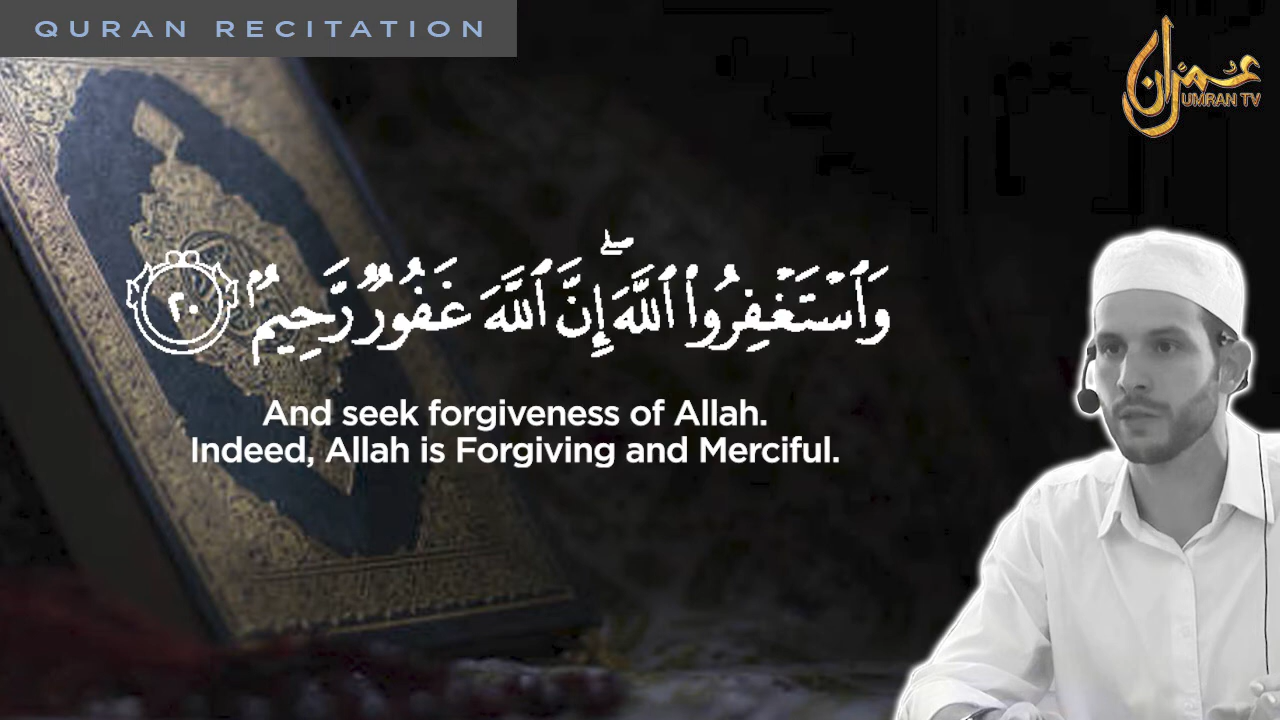 QURAN RECITATION
عمران
UMRAN TV
وَٱسْتَغْفِرُوا۟ ٱللَّهَ ۖ إِنَّ ٱللَّهَ غَفُورٌ رَّحِيمٌۢ ٢٠
And seek forgiveness of Allah.
Indeed, Allah is Forgiving and Merciful.